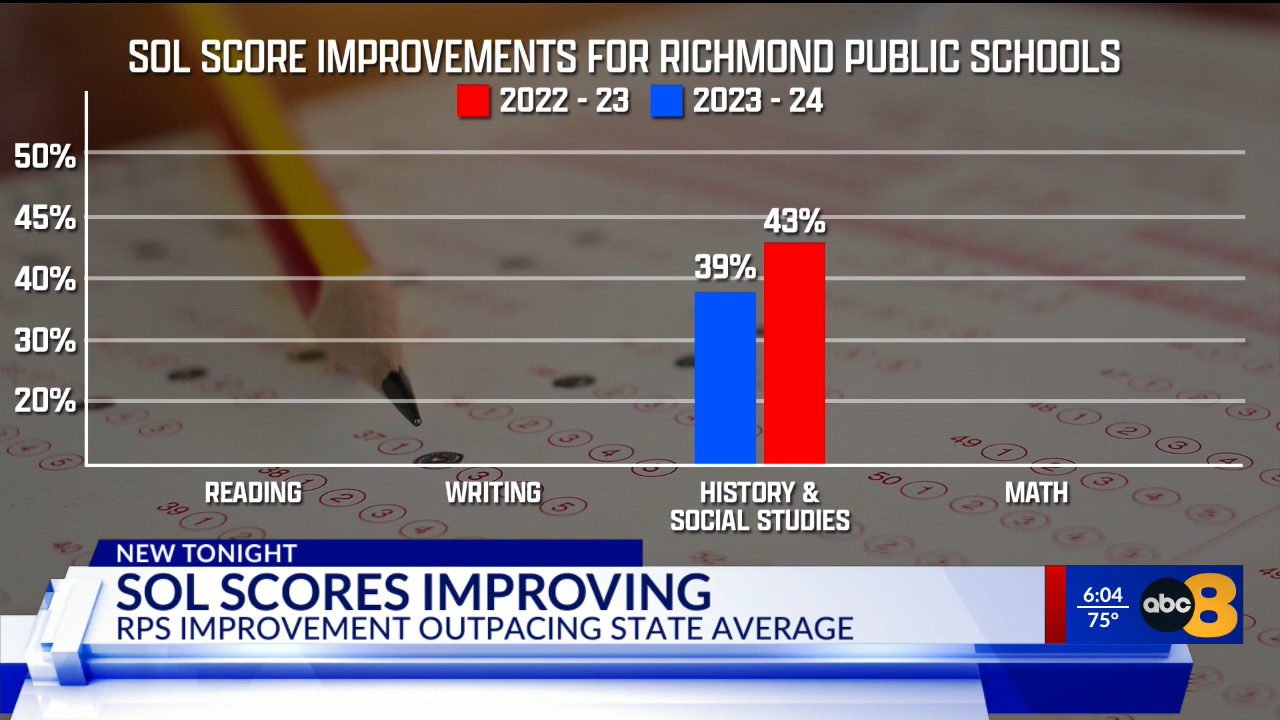 SOL SCORE IMPROVEMENTS FOR RICHMOND PUBLIC SCHOOLS
2022 - 23 2023 - 24
50%
45%
43%
39%
40%
30%
20%
READING WRITING HISTORY & SOCIAL STUDIES MATH
NEW TONIGHT
SOL SCORES IMPROVING
RPS IMPROVEMENT OUTPACING STATE AVERAGE
6:04
75°
abc 8